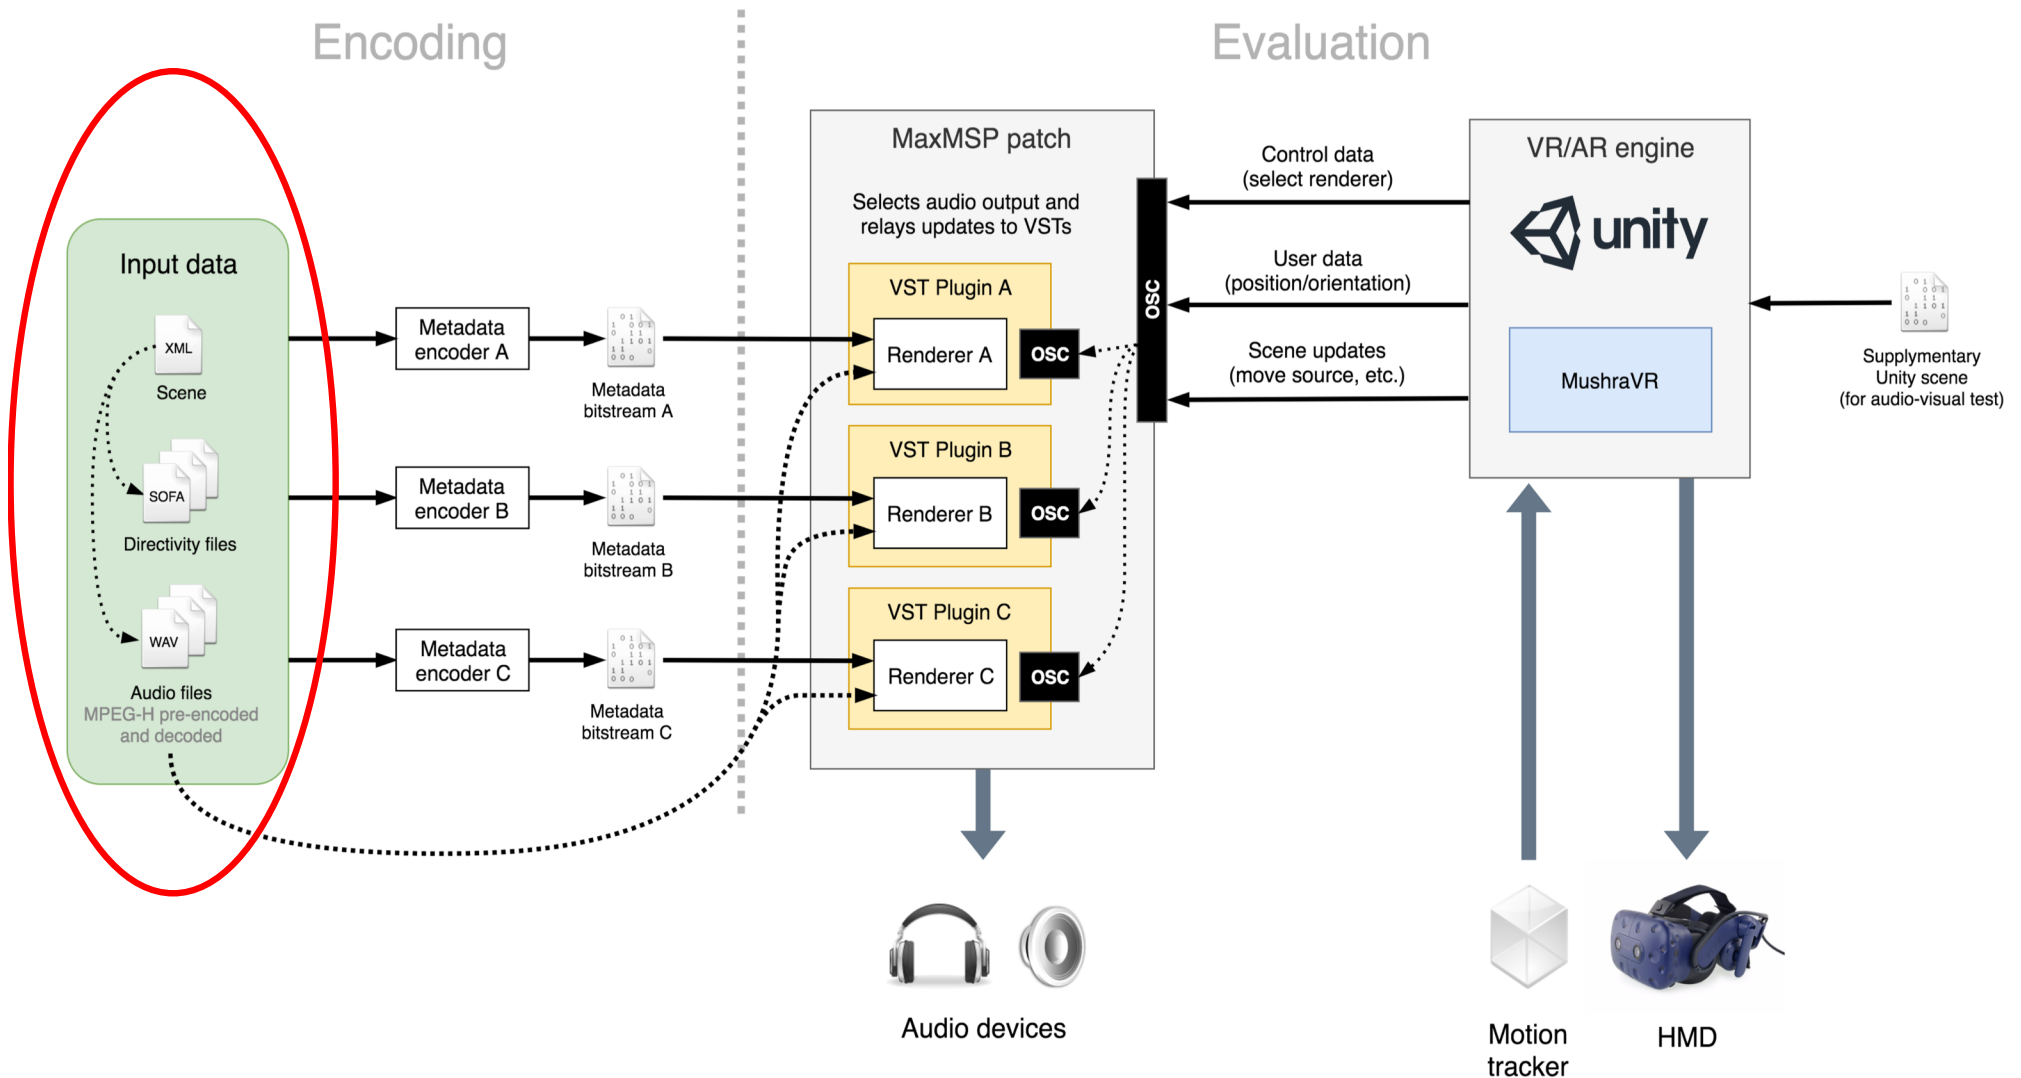 Encoding
Evaluation
Input data
XML
Scene
SOFA
Directivity files
WAV
Audio files
MPEG-H pre-encoded
and decoded
Metadata
encoder A
Metadata
bitstream A
Metadata
encoder B
Metadata
bitstream B
Metadata
encoder C
Metadata
bitstream C
MaxMSP patch
Selects audio output and
relays updates to VSTs
VST Plugin A
Renderer A
OSC
VST Plugin B
Renderer B
OSC
VST Plugin C
Renderer C
OSC
OSC
Control data
(select renderer)
User data
(position/orientation)
Scene updates
(move source, etc.)
VR/AR engine
unity
MushraVR
Supplymentary
Unity scene
(for audio-visual test)
Audio devices
Motion
tracker
HMD